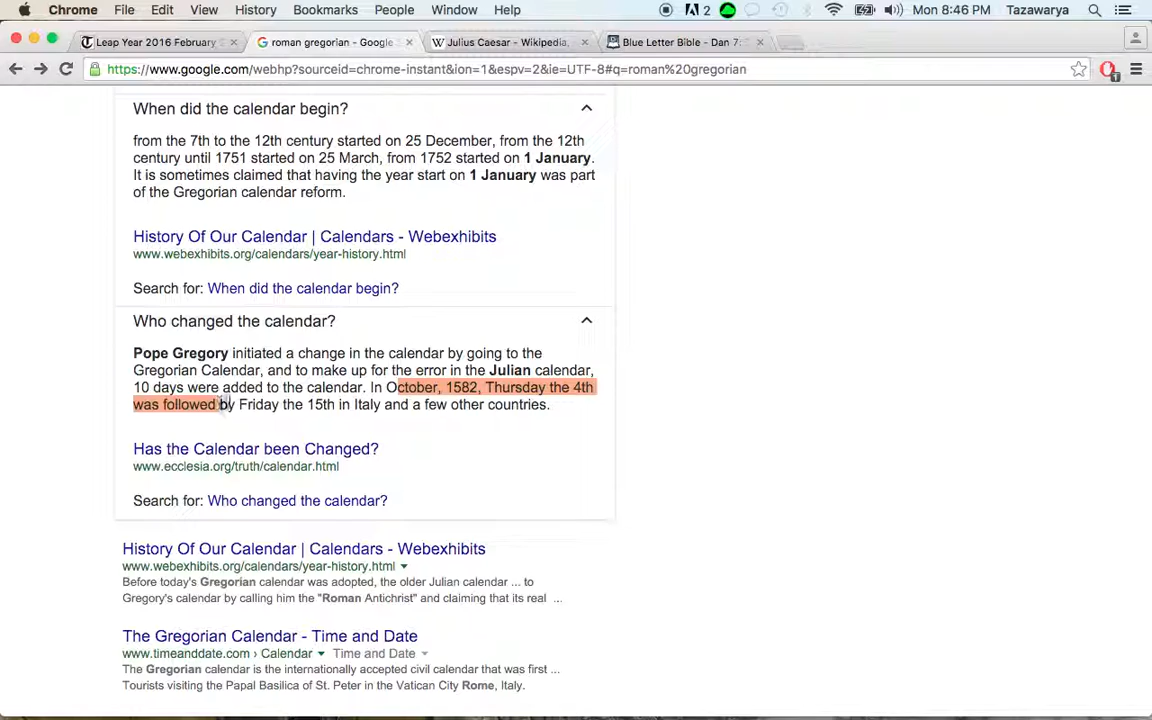 Chrome File Edit View History Bookmarks People Window Help 2 Mon 8:46 PM Tazawarya
Leap Year 2016 February
roman gregorian - Google
Julius Caesar - Wikipedia,
Blue Letter Bible - Dan 7:
https://www.google.com/webhp?sourceid=chrome-instant&ion=1&espv=2&ie=UTF-8#q=roman%20gregorian
1
When did the calendar begin?
from the 7th to the 12th century started on 25 December, from the 12th
century until 1751 started on 25 March, from 1752 started on 1 January.
It is sometimes claimed that having the year start on 1 January was part
of the Gregorian calendar reform.
History Of Our Calendar | Calendars - Webexhibits
www.webexhibits.org/calendars/year-history.html
Search for: When did the calendar begin?
Who changed the calendar?
Pope Gregory initiated a change in the calendar by going to the
Gregorian Calendar, and to make up for the error in the Julian calendar,
10 days were added to the calendar. In October, 1582, Thursday the 4th
was followed by Friday the 15th in Italy and a few other countries.
Has the Calendar been Changed?
www.ecclesia.org/truth/calendar.html
Search for: Who changed the calendar?
History Of Our Calendar | Calendars - Webexhibits
www.webexhibits.org/calendars/year-history.html
Before today's Gregorian calendar was adopted, the older Julian calendar ... to
Gregory's calendar by calling him the "Roman Antichrist" and claiming that its real ...
The Gregorian Calendar - Time and Date
www.timeanddate.com › Calendar Time and Date
The Gregorian calendar is the internationally accepted civil calendar that was first ...
Tourists visiting the Papal Basilica of St. Peter in the Vatican City Rome, Italy.